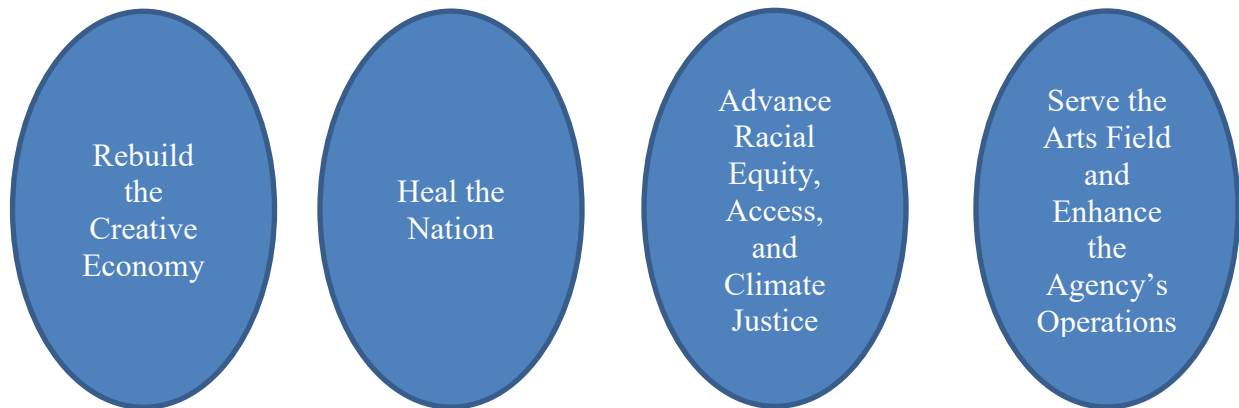 Rebuild
the
Creative
Economy
Heal the
Nation
Advance
Racial
Equity,
Access,
and
Climate
Justice
Serve the
Arts Field
and
Enhance
the
Agency’s
Operations